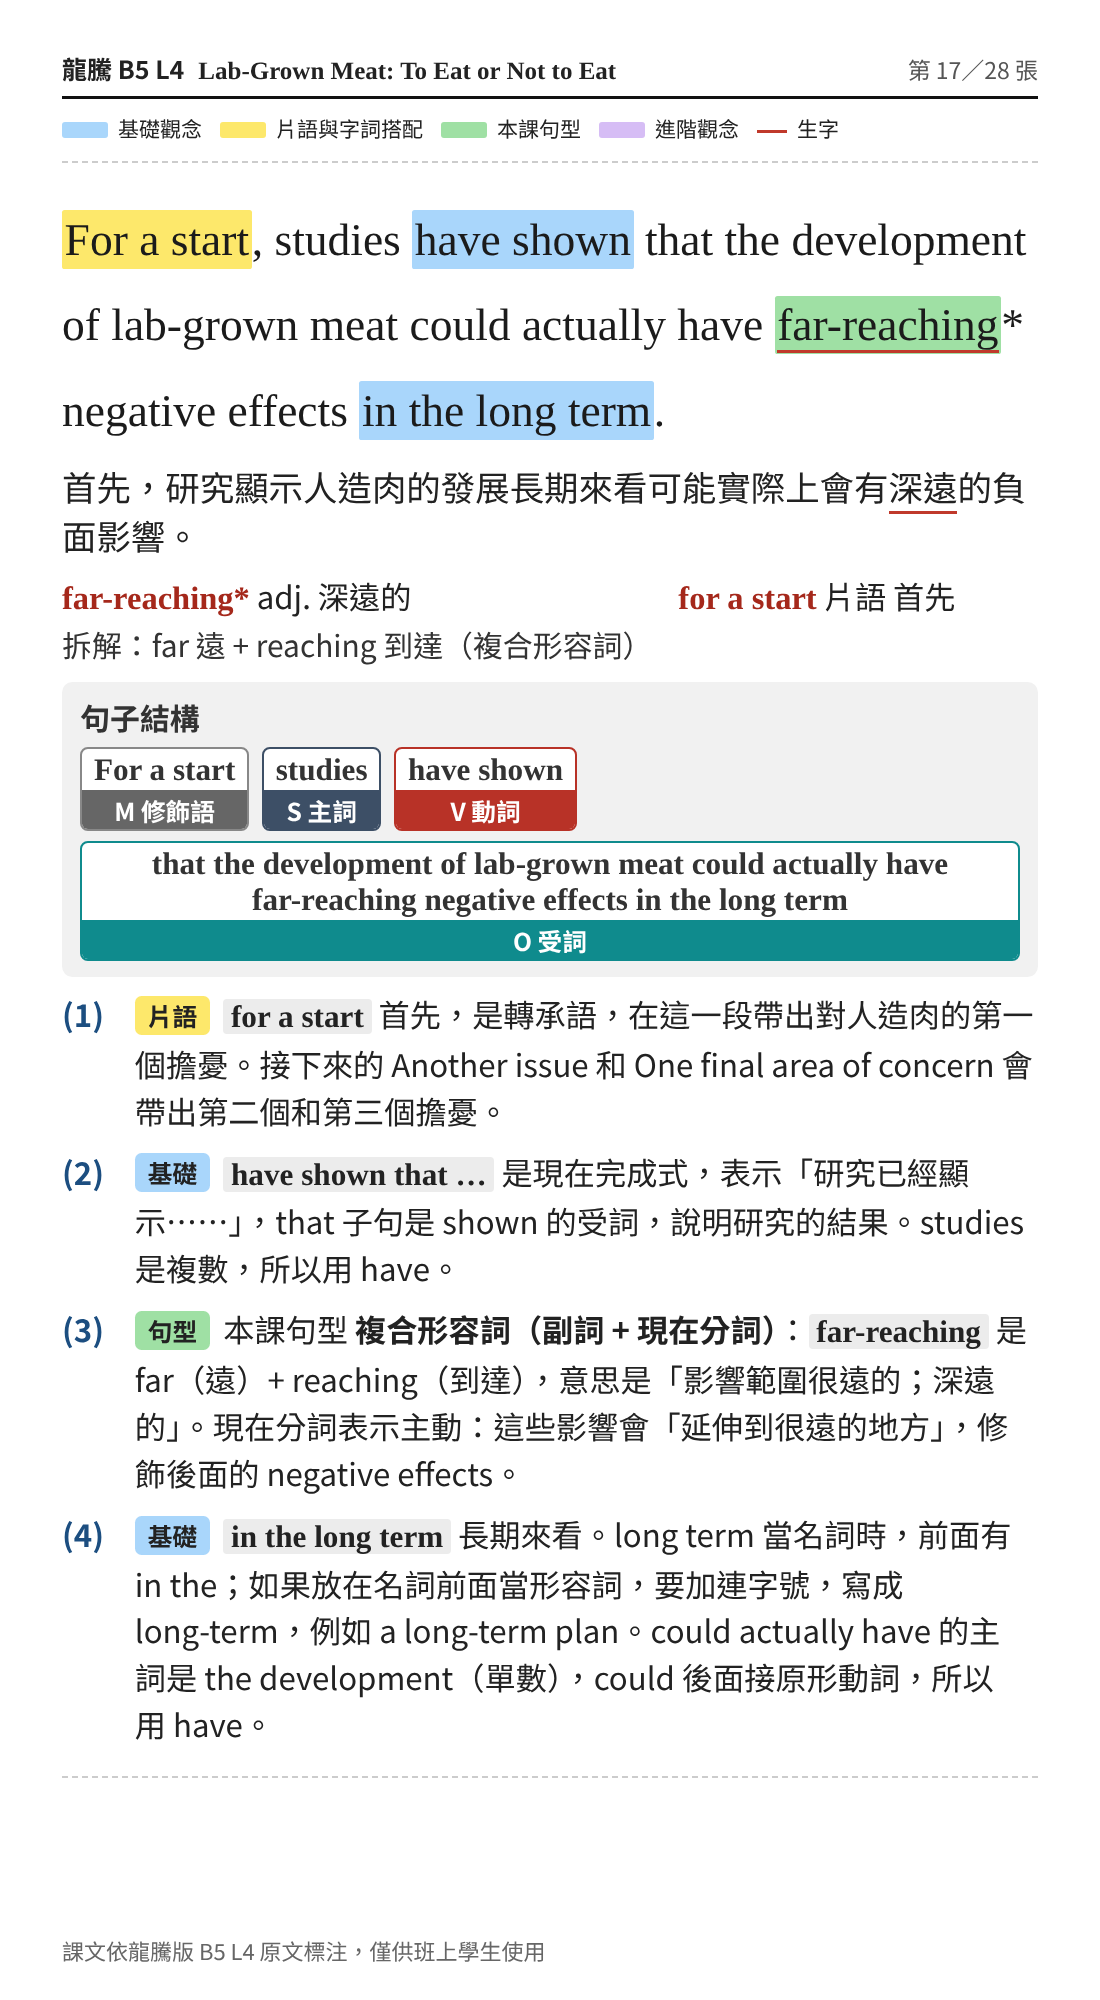 龍騰 B5 L4 Lab-Grown Meat: To Eat or Not to Eat 第 17／28 張
基礎觀念 片語與字詞搭配 本課句型 進階觀念 生字
For a start, studies have shown that the development
of lab-grown meat could actually have far-reaching*
negative effects in the long term.
首先，研究顯示人造肉的發展長期來看可能實際上會有深遠的負
面影響。
far-reaching* adj. 深遠的 for a start 片語 首先
拆解：far 遠 + reaching 到達（複合形容詞）
句子結構
For a start studies have shown
M 修飾語 S 主詞 V 動詞
that the development of lab-grown meat could actually have
far-reaching negative effects in the long term
O 受詞
(1) 片語 for a start 首先，是轉承語，在這一段帶出對人造肉的第一
個擔憂。接下來的 Another issue 和 One final area of concern 會
帶出第二個和第三個擔憂。
(2) 基礎 have shown that … 是現在完成式，表示「研究已經顯
示……」，that 子句是 shown 的受詞，說明研究的結果。studies
是複數，所以用 have。
(3) 句型 本課句型 複合形容詞（副詞 + 現在分詞）：far-reaching 是
far（遠）+ reaching（到達），意思是「影響範圍很遠的；深遠
的」。現在分詞表示主動：這些影響會「延伸到很遠的地方」，修
飾後面的 negative effects。
(4) 基礎 in the long term 長期來看。long term 當名詞時，前面有
in the；如果放在名詞前面當形容詞，要加連字號，寫成
long-term，例如 a long-term plan。could actually have 的主
詞是 the development（單數），could 後面接原形動詞，所以
用 have。
課文依龍騰版 B5 L4 原文標注，僅供班上學生使用